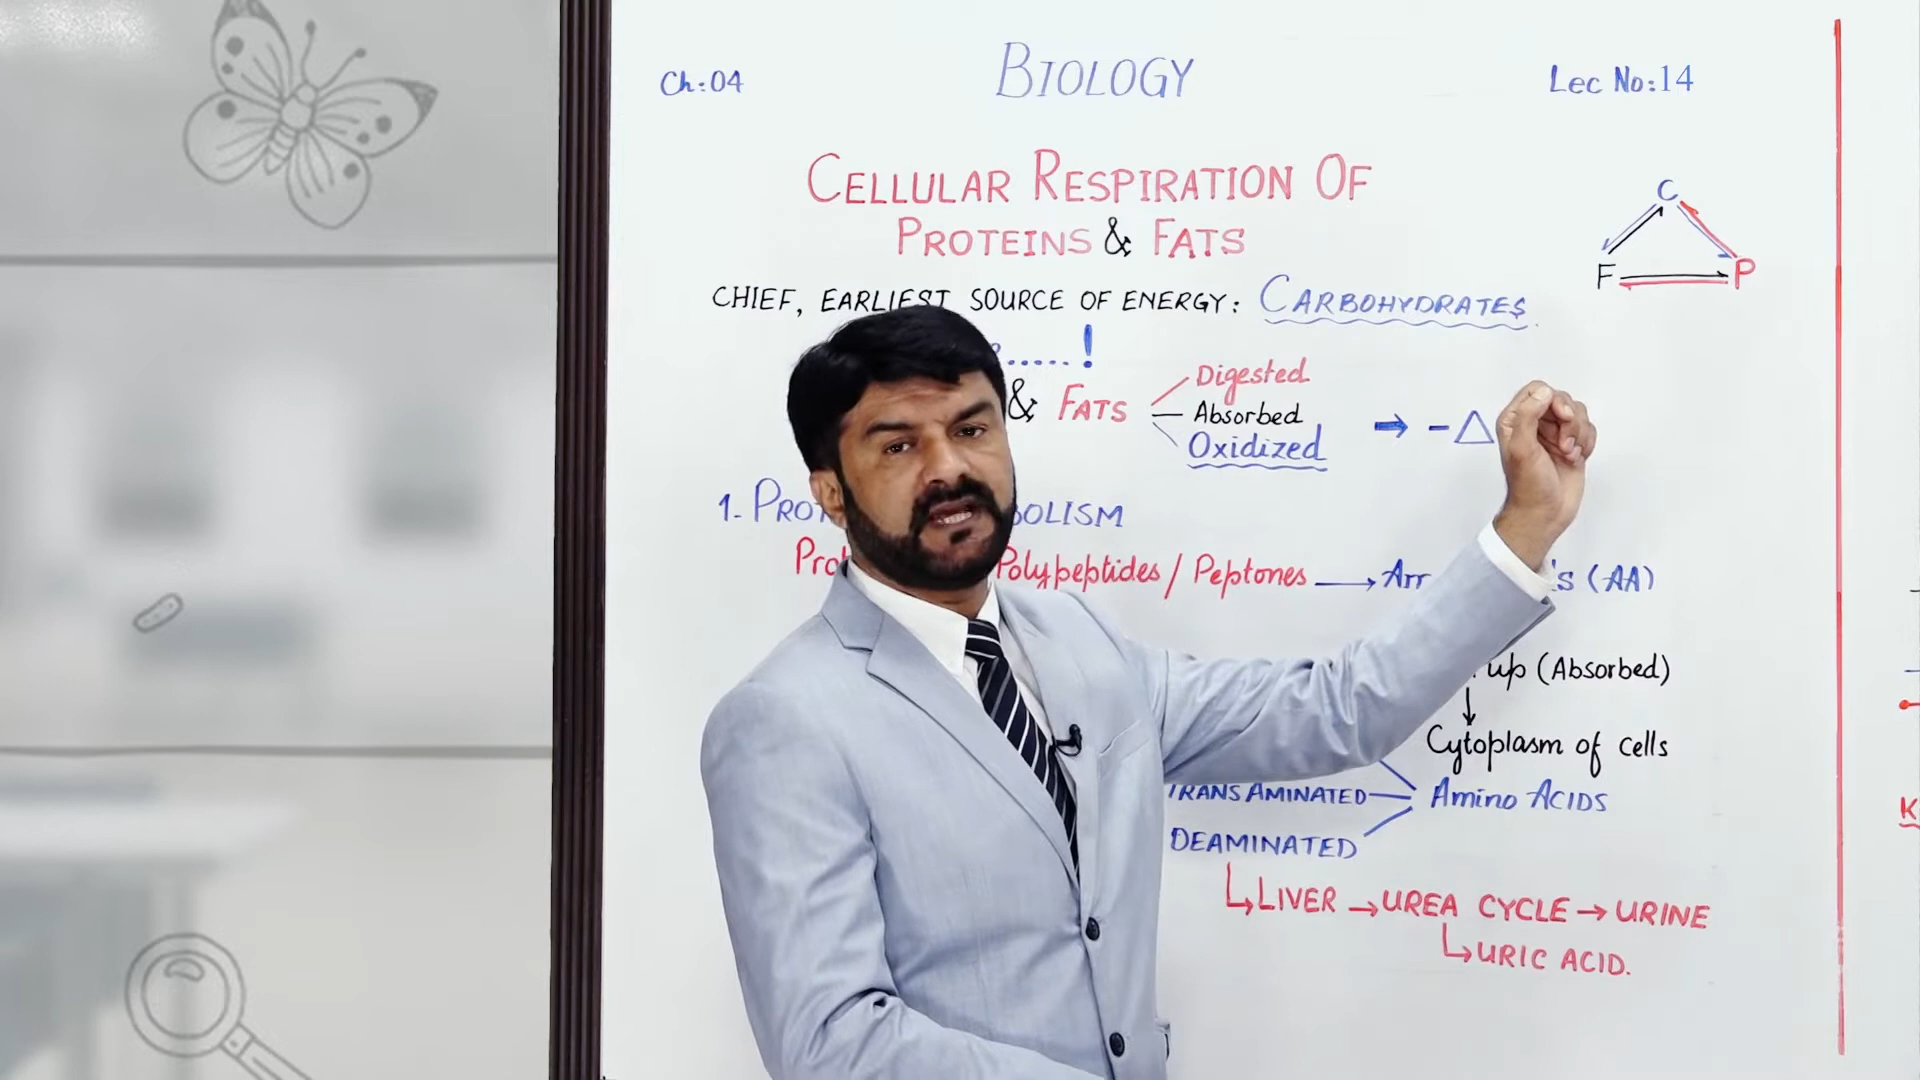 Ch:04
BIOLOGY
Lec No:14
CELLULAR RESPIRATION OF
PROTEINS & FATS
C
F P
CHIEF, EARLIEST SOURCE OF ENERGY: CARBOHYDRATES.
......!
& FATS
Digested
Absorbed
Oxidized
➡ -△
1.
Polypeptides / Peptones → (AA)
up (Absorbed)
↓
Cytoplasm of cells
TRANSAMINATED
Amino ACIDS
DEAMINATED
↳LIVER → UREA CYCLE → URINE
↳URIC ACID.
K